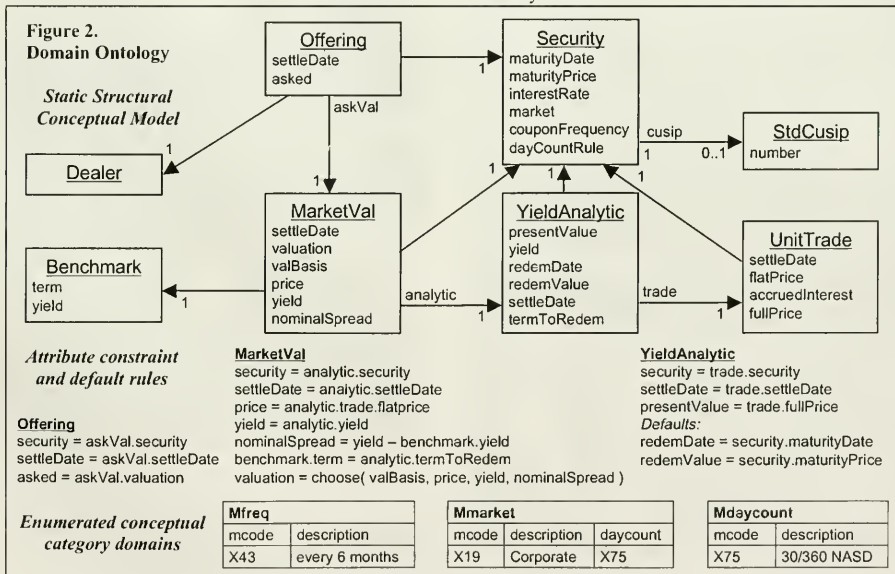 Figure 2.
Domain Ontology
Static Structural
Conceptual Model
Offering
settleDate
asked
1
askVal
1
1
Dealer
Security
maturityDate
maturityPrice
interestRate
market
couponFrequency
dayCountRule
cusip
1
0..1
StdCusip
number
Benchmark
term
yield
1
MarketVal
settleDate
valuation
valBasis
price
yield
nominalSpread
1
analytic
1
YieldAnalytic
presentValue
yield
redemDate
redemValue
settleDate
termToRedem
1
trade
1
UnitTrade
settleDate
flatPrice
accruedInterest
fullPrice
1
Attribute constraint
and default rules
Offering
security = askVal.security
settleDate = askVal.settleDate
asked = askVal.valuation
MarketVal
security = analytic.security
settleDate = analytic.settleDate
price = analytic.trade.flatprice
yield = analytic.yield
nominalSpread = yield – benchmark.yield
benchmark.term = analytic.termToRedem
valuation = choose( valBasis, price, yield, nominalSpread )
YieldAnalytic
security = trade.security
settleDate = trade.settleDate
presentValue = trade.fullPrice
Defaults:
redemDate = security.maturityDate
redemValue = security.maturityPrice
Enumerated conceptual
category domains
Mfreq
mcode description
X43 every 6 months
Mmarket
mcode description daycount
X19 Corporate X75
Mdaycount
mcode description
X75 30/360 NASD